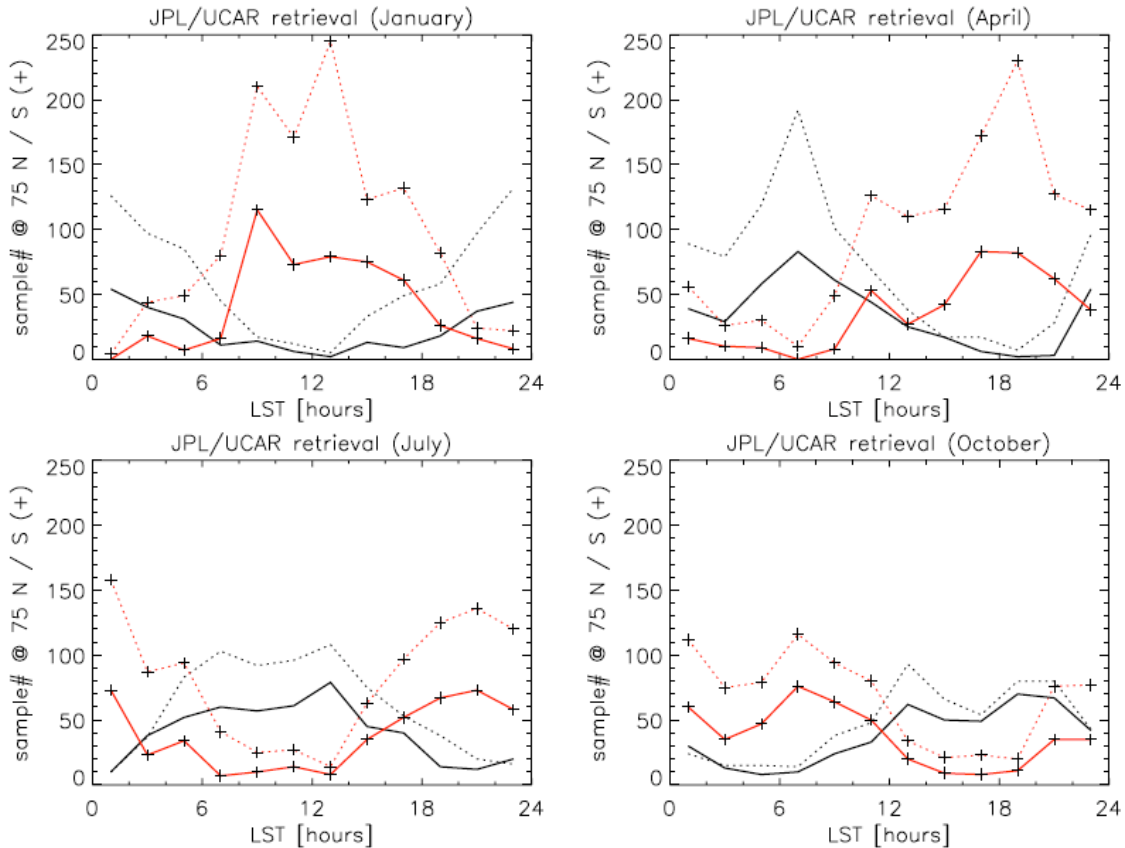 JPL/UCAR retrieval (January)
250
200
150
100
50
0
sample# @ 75 N / S (+)
0 6 12 18 24
LST [hours]
JPL/UCAR retrieval (April)
250
200
150
100
50
0
sample# @ 75 N / S (+)
0 6 12 18 24
LST [hours]
JPL/UCAR retrieval (July)
250
200
150
100
50
0
sample# @ 75 N / S (+)
0 6 12 18 24
LST [hours]
JPL/UCAR retrieval (October)
250
200
150
100
50
0
sample# @ 75 N / S (+)
0 6 12 18 24
LST [hours]